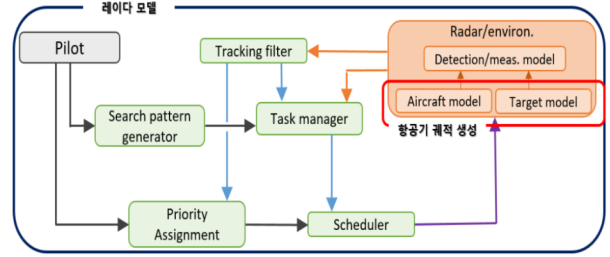 레이다 모델
Pilot
Tracking filter
Radar/environ.
Detection/meas. model
Aircraft model
Target model
항공기 궤적 생성
Search pattern
generator
Task manager
Priority
Assignment
Scheduler